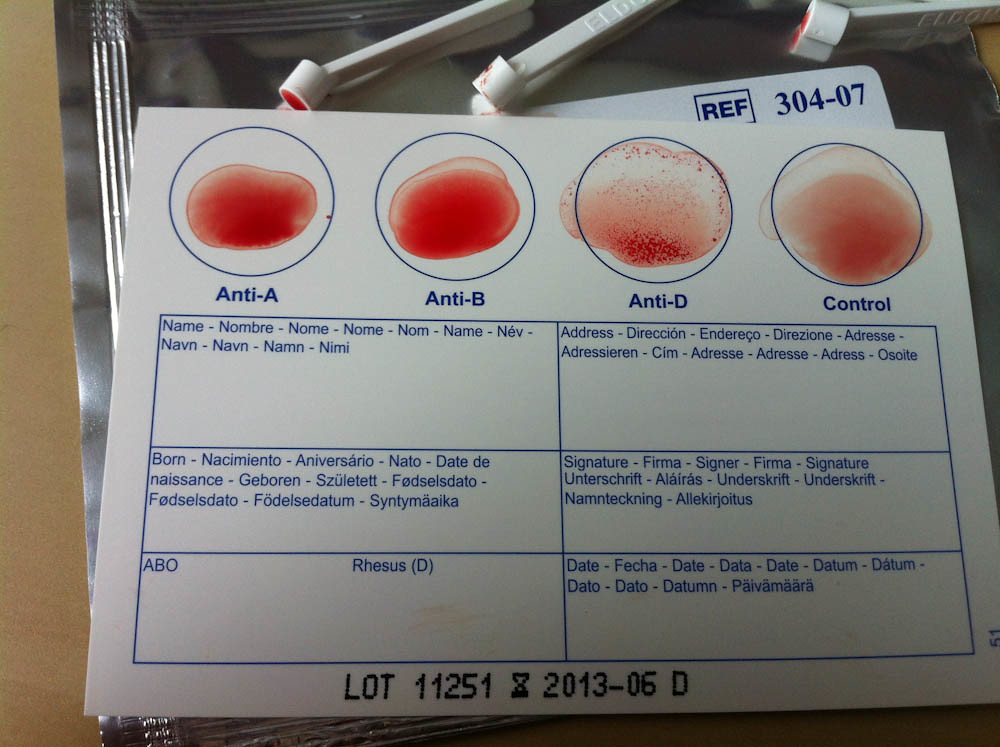 ELDON
ELDON
REF 304-07
Anti-A
Anti-B
Anti-D
Control
Name - Nombre - Nome - Nome - Nom - Name - Név -
Navn - Navn - Namn - Nimi
Address - Dirección - Endereço - Direzione - Adresse -
Adressieren - Cím - Adresse - Adresse - Adress - Osoite
Born - Nacimiento - Aniversário - Nato - Date de
naissance - Geboren - Született - Fødselsdato -
Fødselsdato - Födelsedatum - Syntymäaika
Signature - Firma - Signer - Firma - Signature
Unterschrift - Aláírás - Underskrift - Underskrift -
Namnteckning - Allekirjoitus
ABO
Rhesus (D)
Date - Fecha - Date - Data - Date - Datum - Dátum -
Dato - Dato - Datumn - Päivämäärä
LOT 11251 2013-06 D